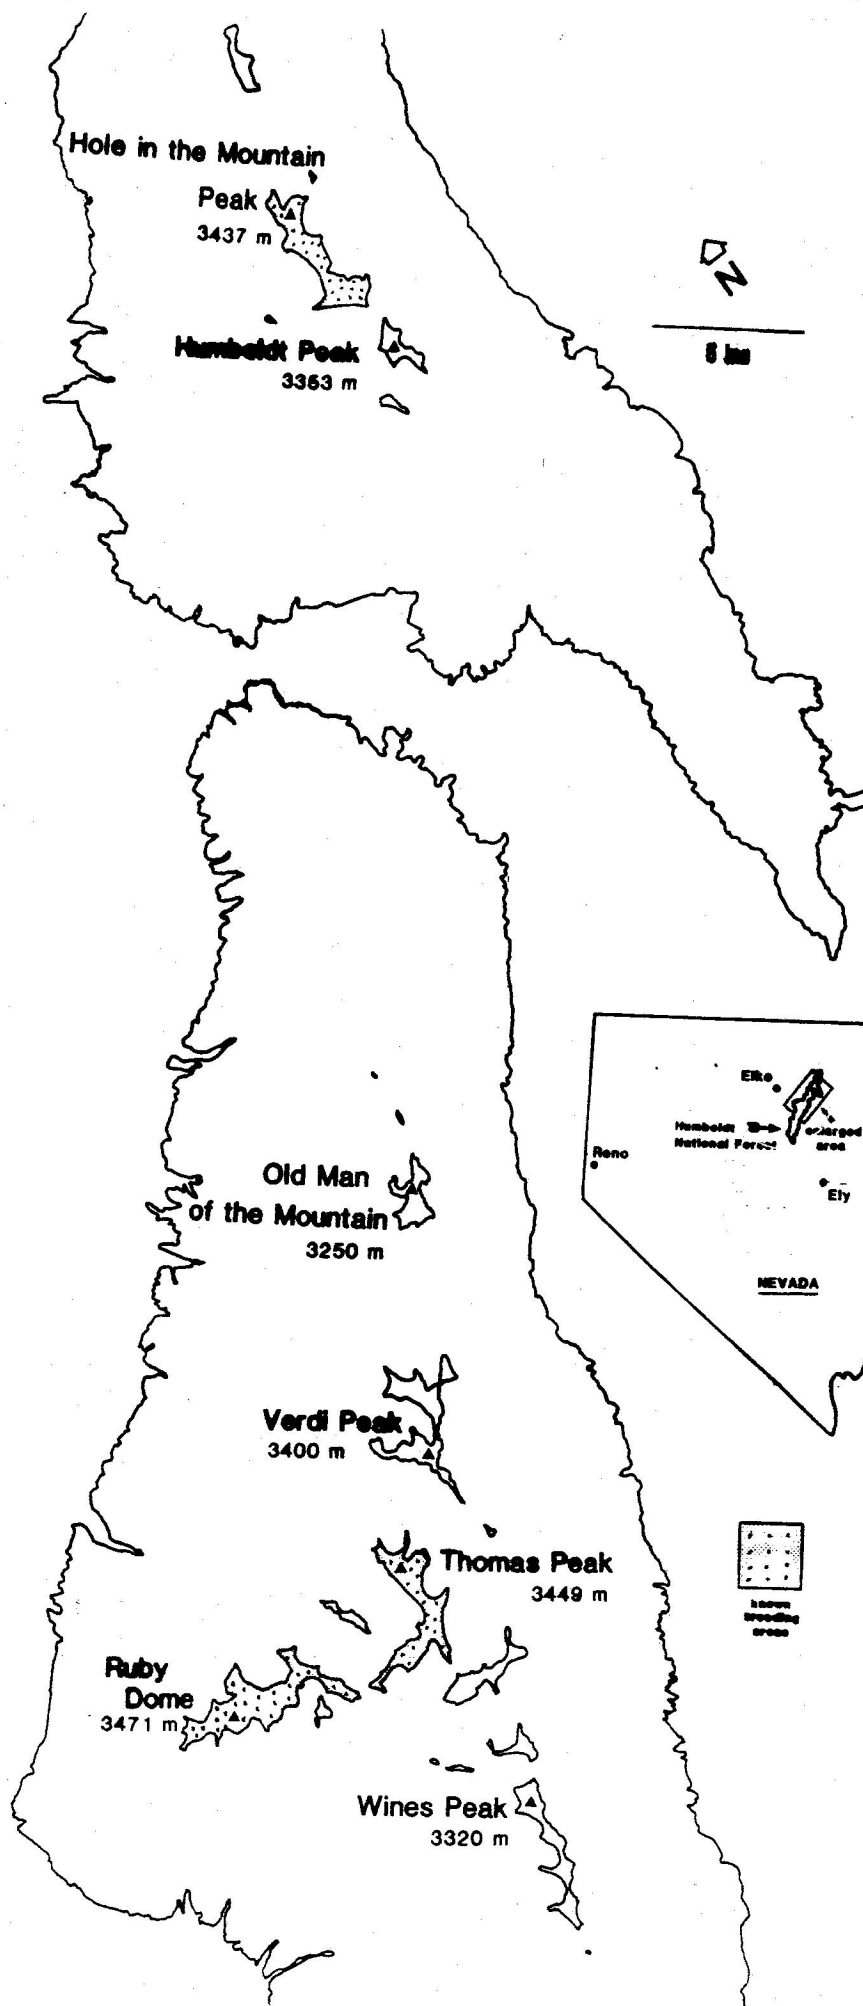 Hole in the Mountain
Peak
3437 m
N
Humboldt Peak
3353 m
5
Elko
Humboldt
National Forest
enlarged
area
Reno
Ely
NEVADA
Old Man
of the Mountain
3250 m
Verdi Peak
3400 m
Thomas Peak
3449 m
known
breeding
areas
Ruby
Dome
3471 m
Wines Peak
3320 m